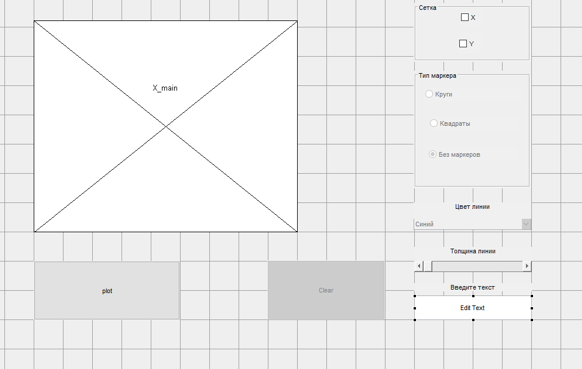 X_main
plot
Clear
Сетка
X
Y
Тип маркера
Круги
Квадраты
Без маркеров
Цвет линии
Синий
Толщина линии
Введите текст
Edit Text